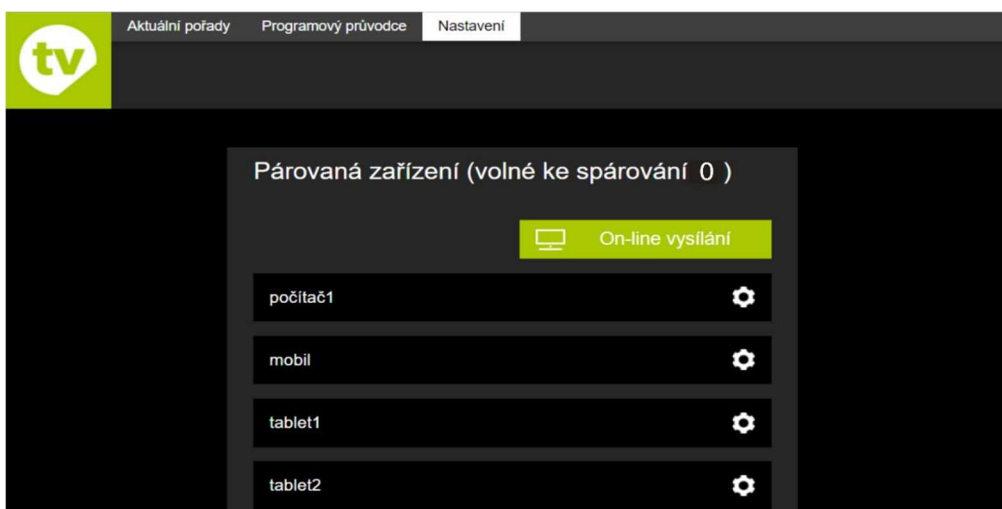 tv
Aktuální pořady Programový průvodce Nastavení
Párovaná zařízení (volné ke spárování 0 )
On-line vysílání
počítač1
mobil
tablet1
tablet2